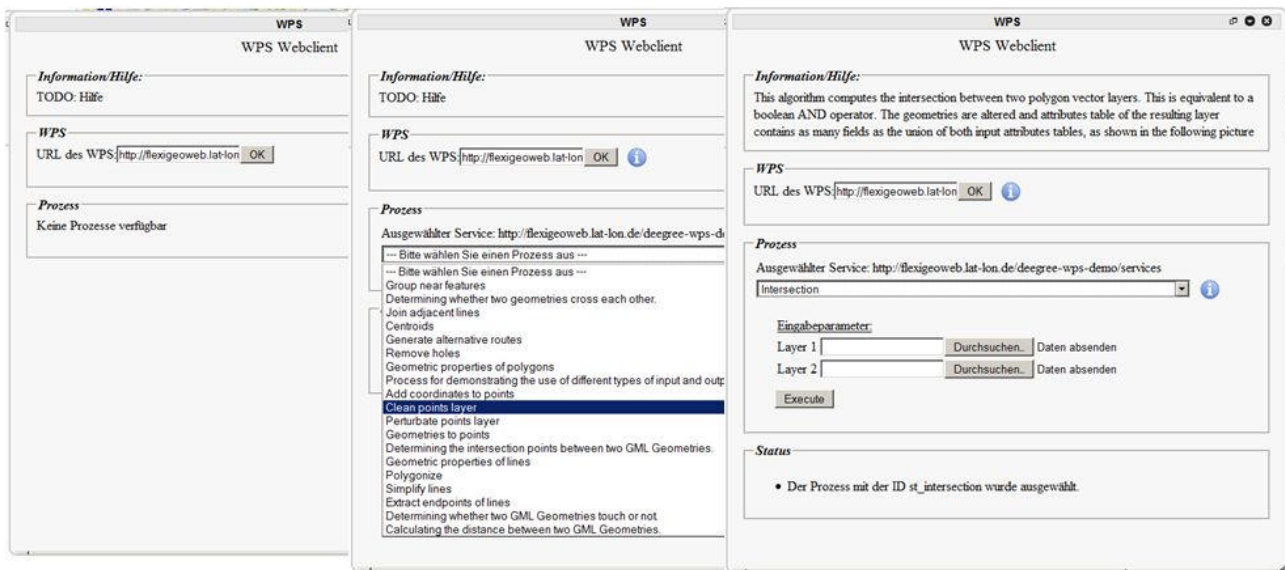 WPS
WPS Webclient
Information/Hilfe:
TODO: Hilfe
WPS
URL des WPS: http://flexigeoweb.lat-lon OK
Prozess
Keine Prozesse verfügbar
WPS
WPS Webclient
Information/Hilfe:
TODO: Hilfe
WPS
URL des WPS: http://flexigeoweb.lat-lon OK i
Prozess
Ausgewählter Service: http://flexigeoweb.lat-lon.de/deegree-wps-d
--- Bitte wählen Sie einen Prozess aus ---
--- Bitte wählen Sie einen Prozess aus ---
Group near features
Determining whether two geometries cross each other.
Join adjacent lines
Centroids
Generate alternative routes
Remove holes
Geometric properties of polygons
Process for demonstrating the use of different types of input and outp
Add coordinates to points
Clean points layer
Perturbate points layer
Geometries to points
Determining the intersection points between two GML Geometries.
Geometric properties of lines
Polygonize
Simplify lines
Extract endpoints of lines
Determining whether two GML Geometries touch or not.
Calculating the distance between two GML Geometries.
WPS
WPS Webclient
Information/Hilfe:
This algorithm computes the intersection between two polygon vector layers. This is equivalent to a
boolean AND operator. The geometries are altered and attributes table of the resulting layer
contains as many fields as the union of both input attributes tables, as shown in the following picture
WPS
URL des WPS: http://flexigeoweb.lat-lon OK i
Prozess
Ausgewählter Service: http://flexigeoweb.lat-lon.de/deegree-wps-demo/services
Intersection i
Eingabeparameter:
Layer 1 Durchsuchen.. Daten absenden
Layer 2 Durchsuchen.. Daten absenden
Execute
Status
• Der Prozess mit der ID st_intersection wurde ausgewählt.